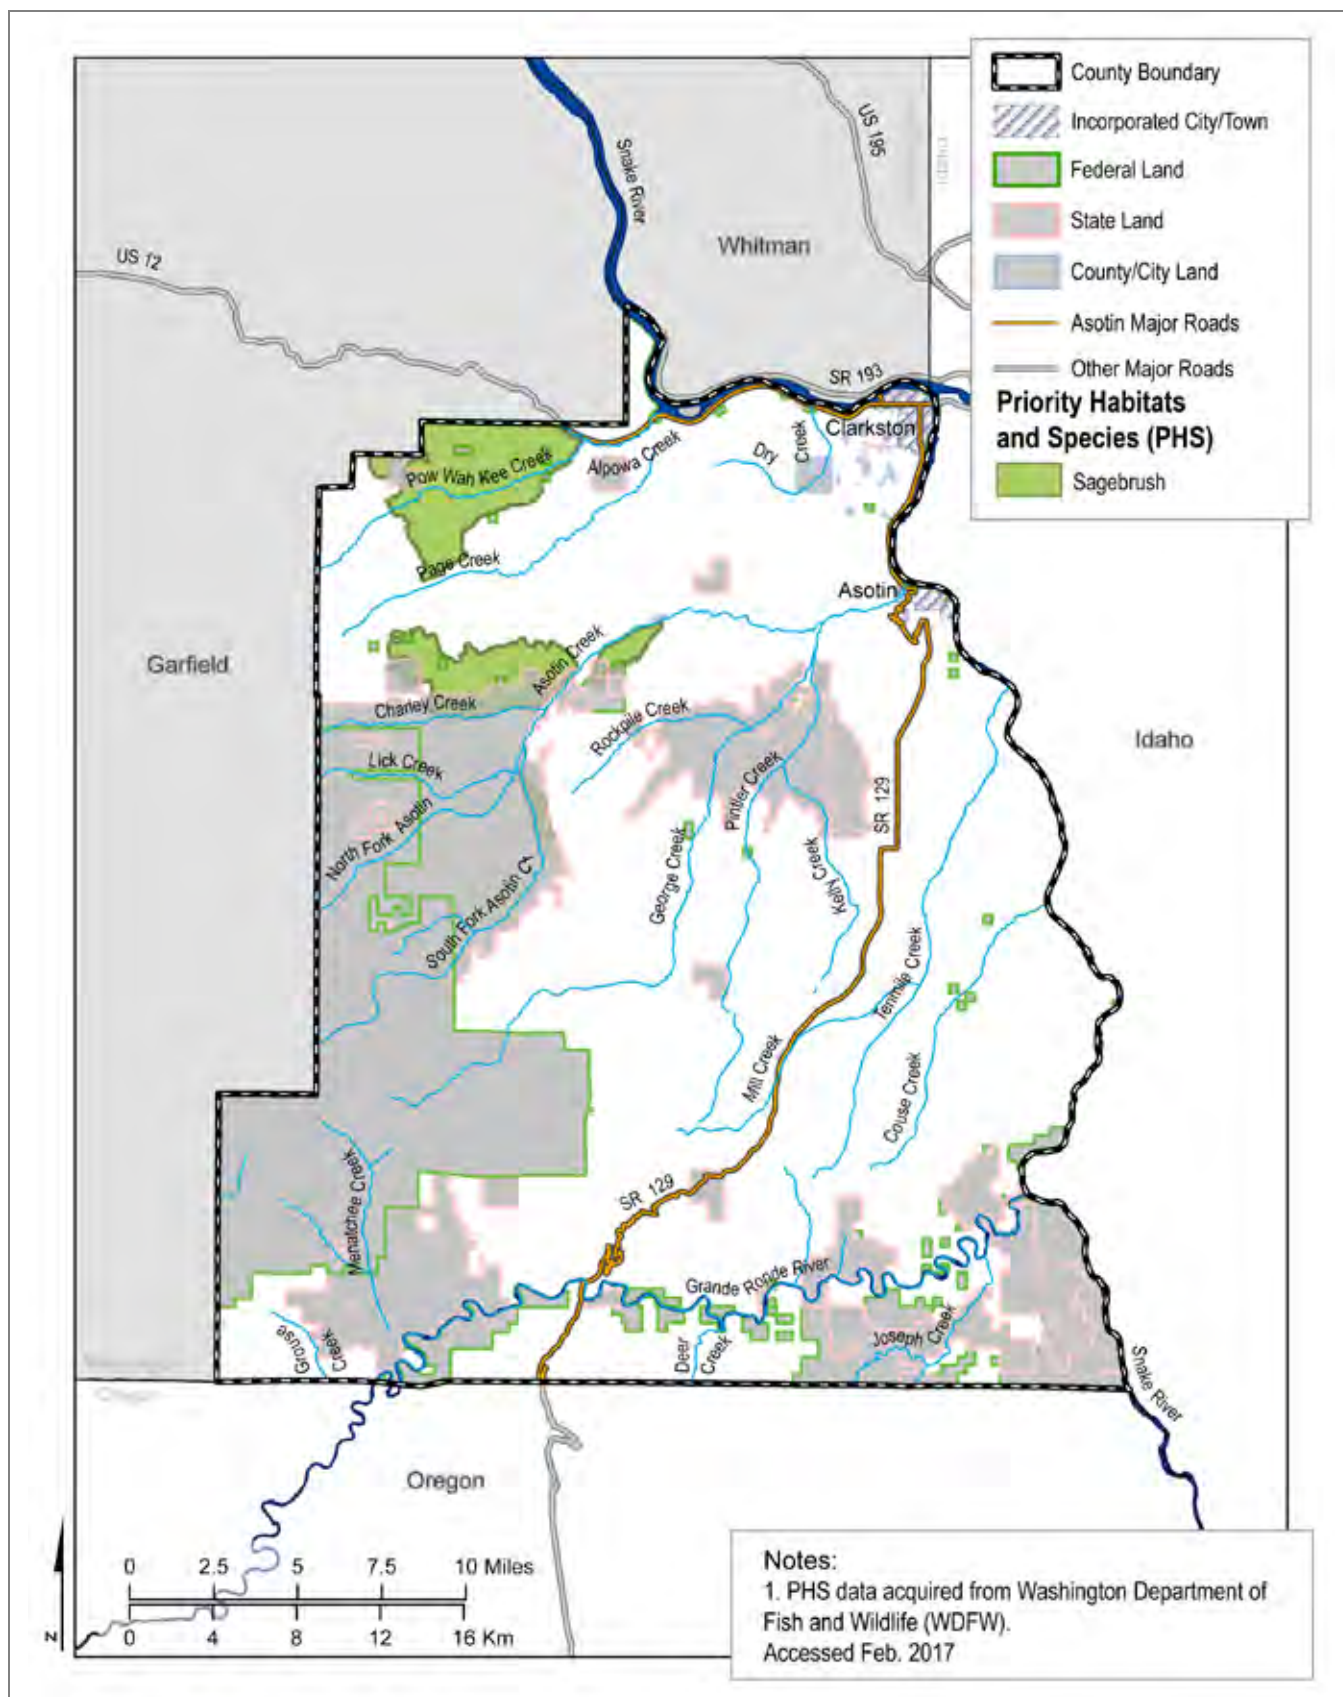 County Boundary
Incorporated City/Town
Federal Land
State Land
County/City Land
Asotin Major Roads
Other Major Roads
Priority Habitats
and Species (PHS)
Sagebrush
US 195
Idaho
Snake River
Whitman
US 12
SR 193
Clarkston
Dry
Creek
Alpowa Creek
Pow Wah Kee Creek
Page Creek
Asotin
Garfield
Asotin Creek
Charley Creek
Rockpile Creek
Idaho
Lick Creek
North Fork Asotin
Pintler Creek
SR 129
George Creek
Kelly Creek
South Fork Asotin Cr
Tenmile Creek
Mill Creek
Couse Creek
Menatchee Creek
SR 129
Grande Ronde River
Grouse
Creek
Deer
Creek
Joseph Creek
Snake River
Oregon
Oregon
0 2.5 5 7.5 10 Miles
0 4 8 12 16 Km
N
Notes:
1. PHS data acquired from Washington Department of
Fish and Wildlife (WDFW).
Accessed Feb. 2017